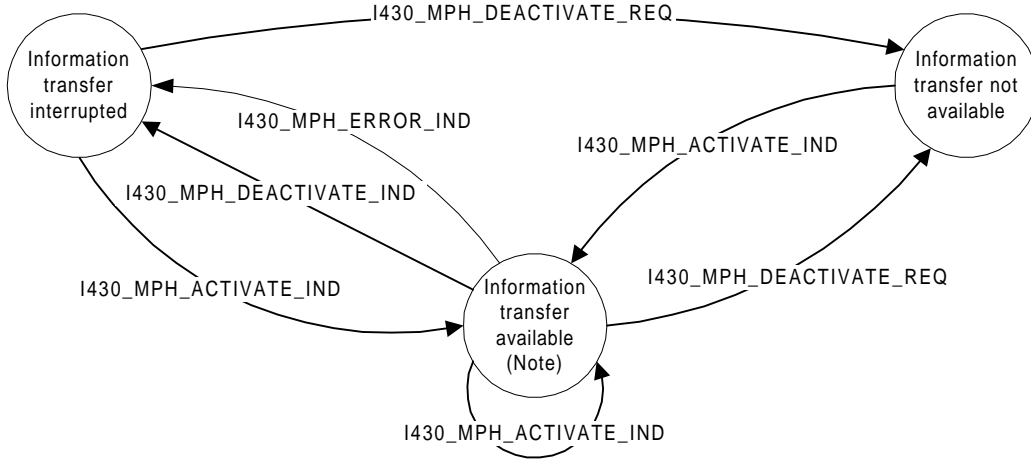 I430_MPH_DEACTIVATE_REQ
Information
transfer
interrupted
Information
transfer not
available
I430_MPH_ERROR_IND
I430_MPH_ACTIVATE_IND
I430_MPH_DEACTIVATE_IND
I430_MPH_ACTIVATE_IND
Information
transfer
available
(Note)
I430_MPH_DEACTIVATE_REQ
I430_MPH_ACTIVATE_IND